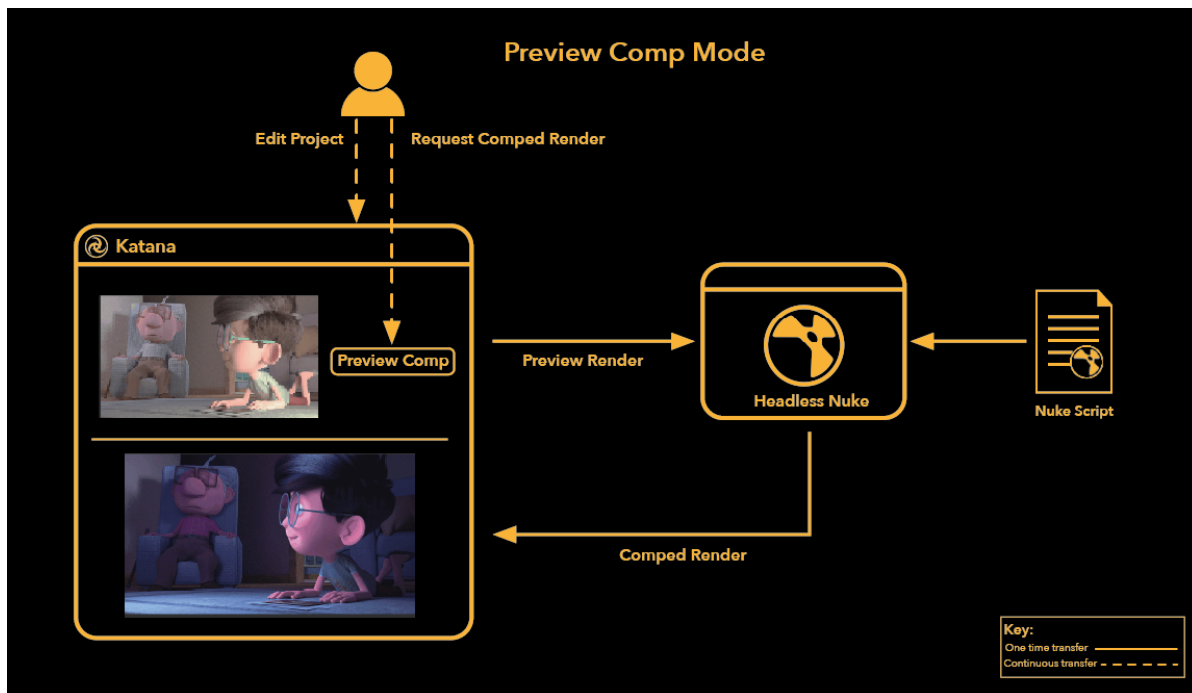 Preview Comp Mode
Edit Project
Request Comped Render
Katana
Preview Comp
Preview Render
Headless Nuke
Nuke Script
Comped Render
Key:
One time transfer
Continuous transfer